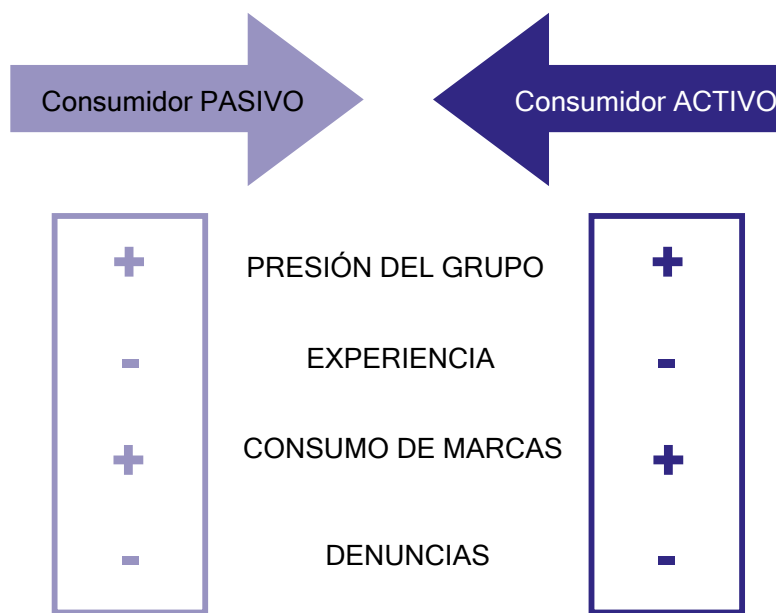 Consumidor PASIVO
Consumidor ACTIVO
+ PRESIÓN DEL GRUPO +
- EXPERIENCIA -
+ CONSUMO DE MARCAS +
- DENUNCIAS -